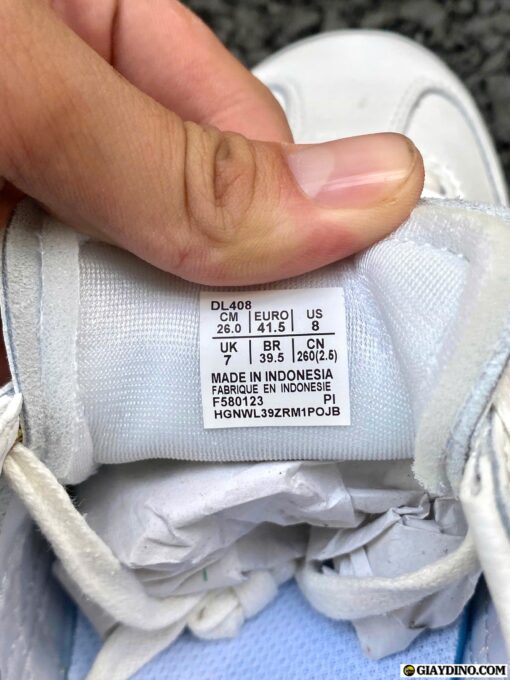 DL408
CM EURO US
26.0 41.5 8
UK BR CN
7 39.5 260(2.5)
MADE IN INDONESIA
FABRIQUE EN INDONESIE
F580123 PI
HGNWL39ZRM1POJB
GIAYDINO.COM